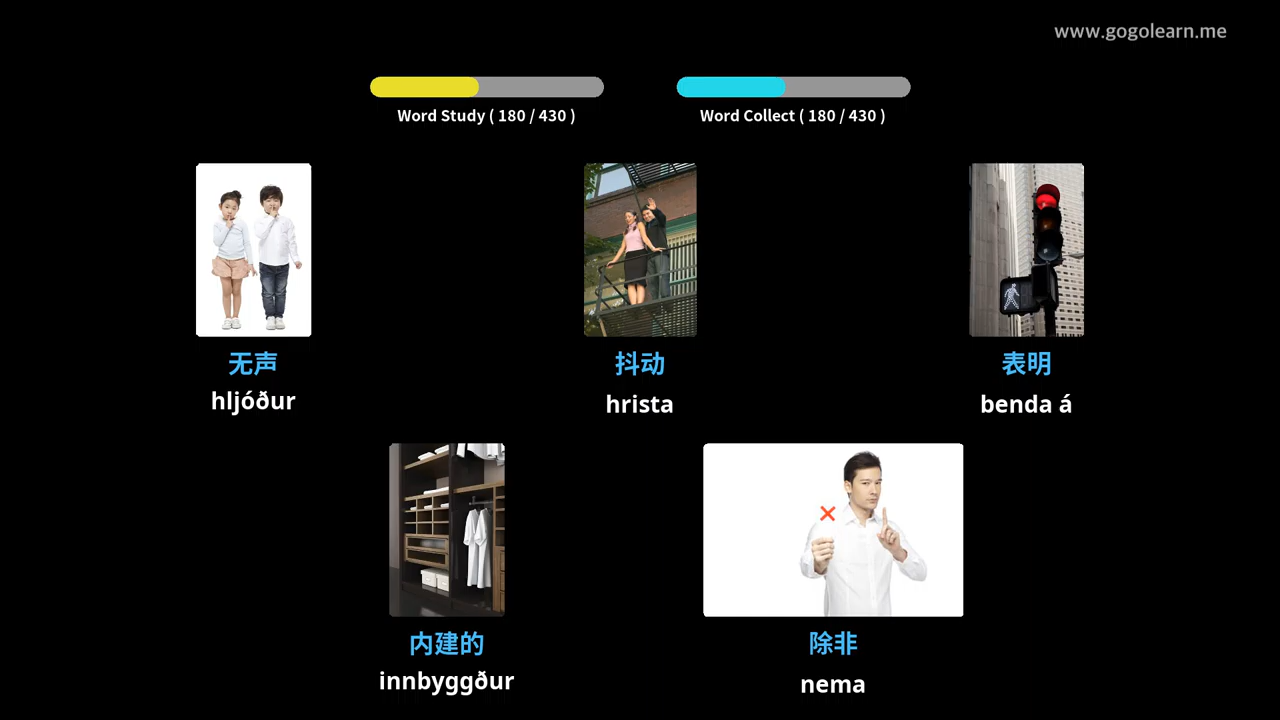 www.gogolearn.me
Word Study ( 180 / 430 )
Word Collect ( 180 / 430 )
无声
hljóður
抖动
hrista
表明
benda á
内建的
innbyggður
除非
nema